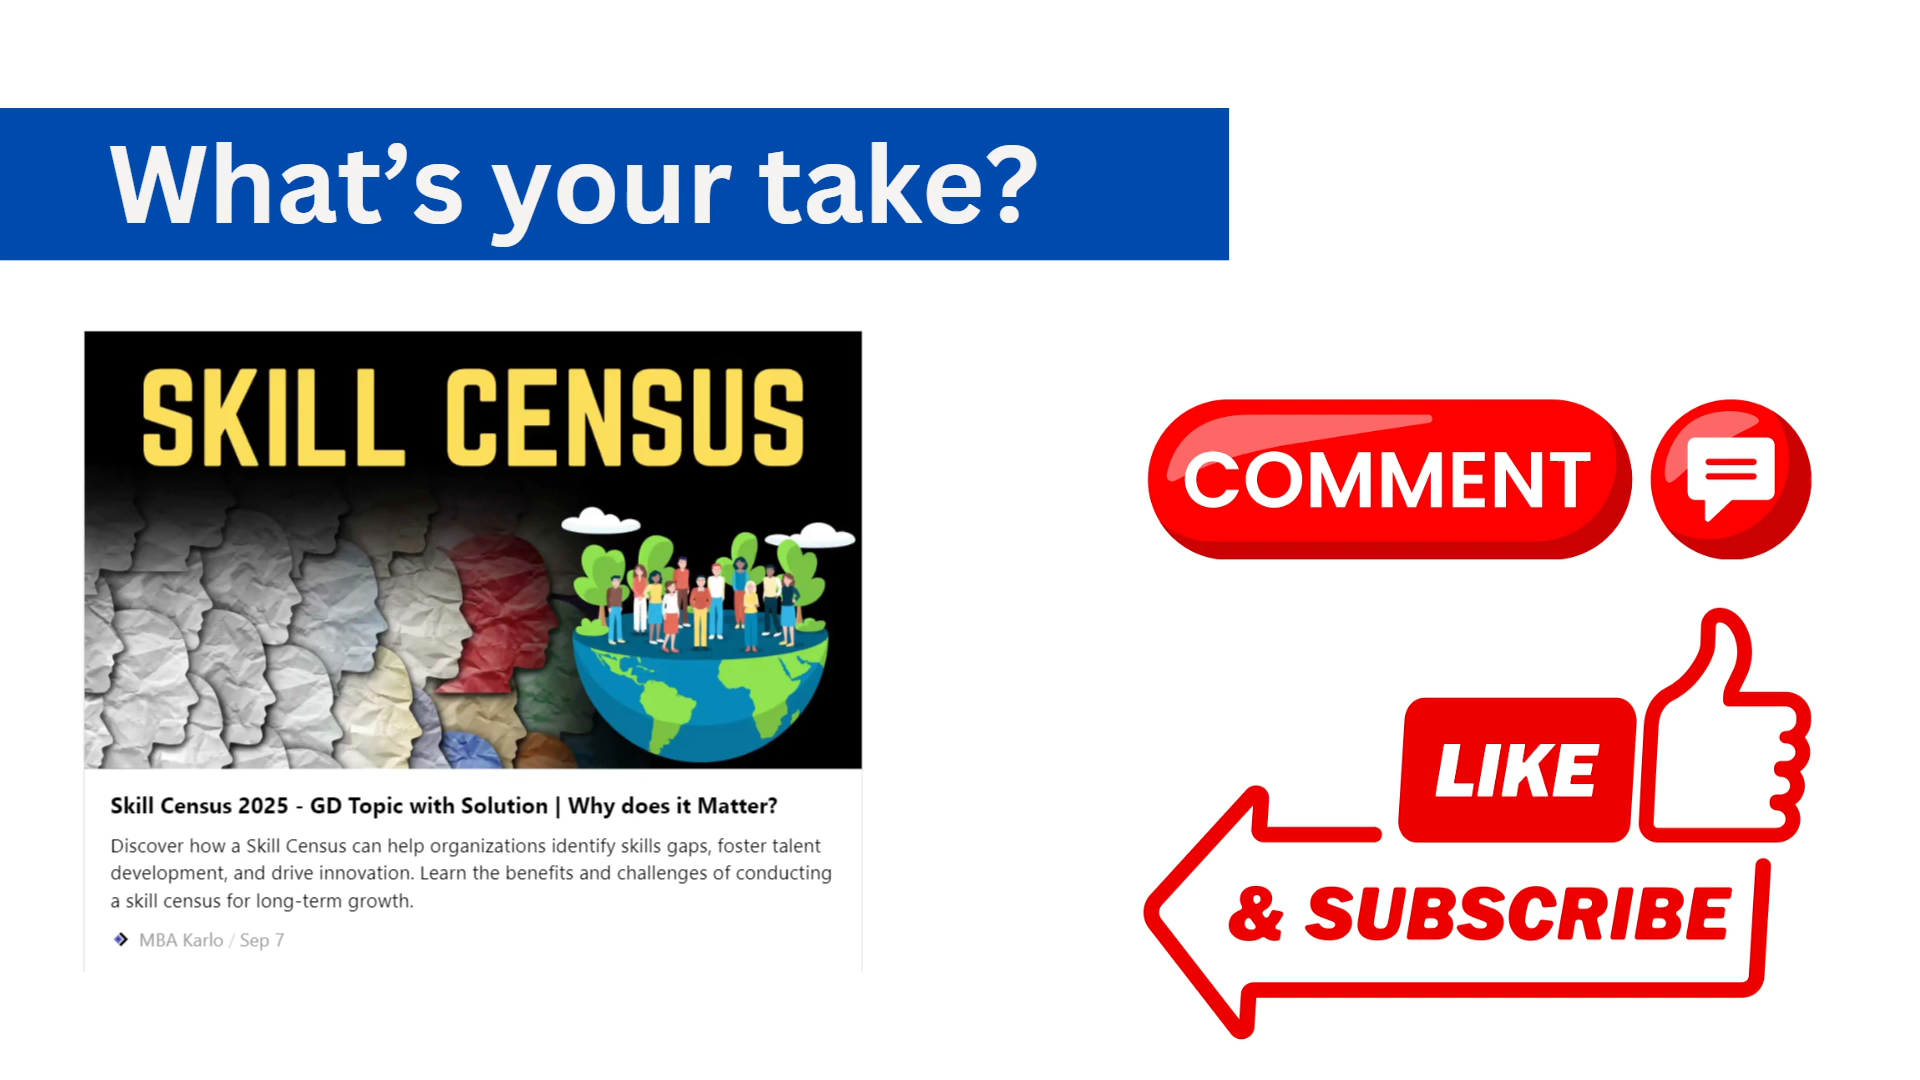 What's your take?
SKILL CENSUS
Skill Census 2025 - GD Topic with Solution | Why does it Matter?
Discover how a Skill Census can help organizations identify skills gaps, foster talent
development, and drive innovation. Learn the benefits and challenges of conducting
a skill census for long-term growth.
MBA Karlo / Sep 7
COMMENT
LIKE
& SUBSCRIBE